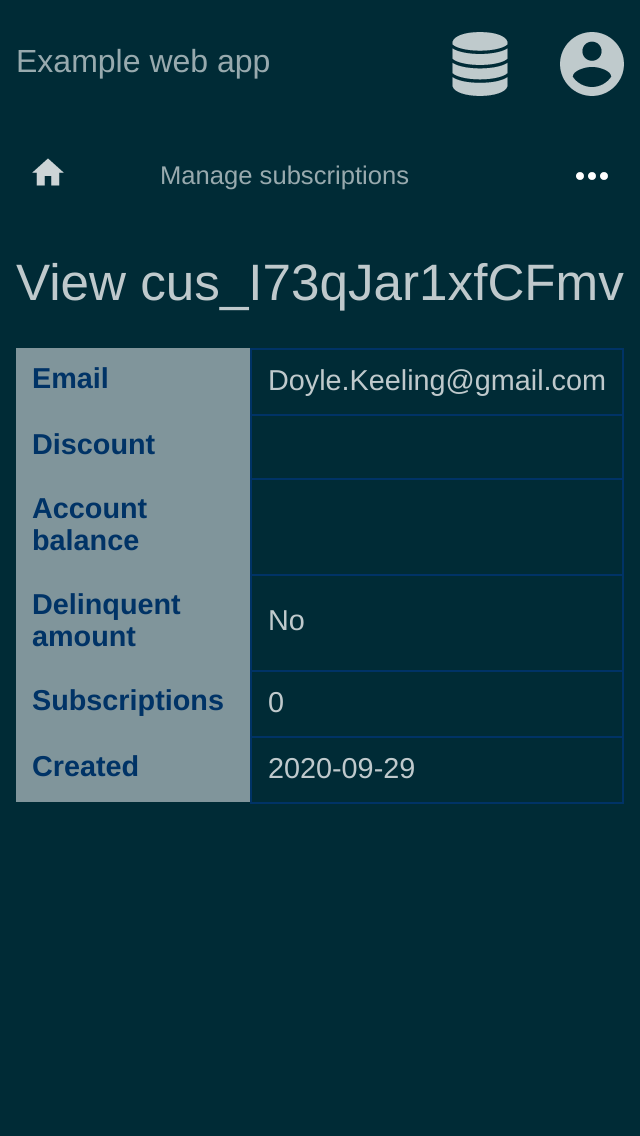 Example web app
Manage subscriptions
View cus_I73qJar1xfCFmv
Email
Doyle.Keeling@gmail.com
Discount
Account
balance
Delinquent
amount
No
Subscriptions
0
Created
2020-09-29